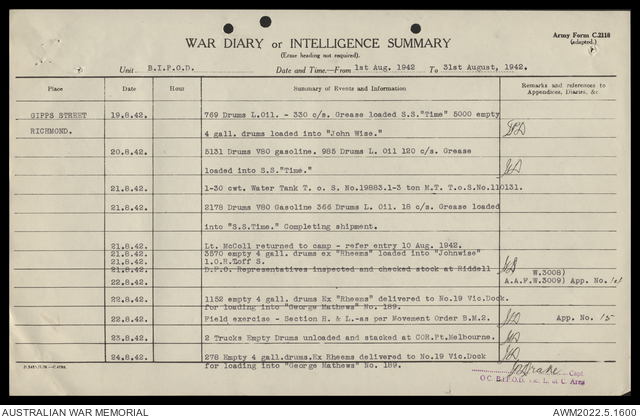 Army Form C.2118
(adapted.)
WAR DIARY or INTELLIGENCE SUMMARY
(Erase heading not required).
Unit B.I.P.O.D. Date and Time—From 1st Aug. 1942 To 31st August, 1942.
Place Date Hour Summary of Events and Information Remarks and references to Appendices, Diaries, &c.
GIPPS STREET 19.8.42. 769 Drums L.Oil. - 330 c/s. Grease loaded S.S."Time" 5000 empty
RICHMOND. 4 gall. drums loaded into "John Wise."
20.8.42. 5131 Drums V80 gasoline. 985 Drums L. Oil 120 c/s. Grease
loaded into S.S."Time."
21.8.42. 1-30 cwt. Water Tank T. o S. No.19883.1-3 ton M.T. T.o.S.No.110131.
21.8.42. 2178 Drums V80 Gasoline 366 Drums L. Oil. 18 c/s. Grease loaded
into "S.S.Time." Completing shipment.
21.8.42. Lt. McColl returned to camp - refer entry 10 Aug. 1942.
21.8.42. 3570 empty 4 gall. drums ex "Rheems" loaded into "Johnwise"
21.8.42. 1.O.R.Toff S.
21.8.42. D.F.O. Representatives inspected and checked stock at Riddell W.3008)
22.8.42. A.A.F.W.3009) App. No.
22.8.42. 1152 empty 4 gall. drums Ex "Rheems" delivered to No.19 Vic.Dock.
for loading into "George Mathews" No. 189.
22.8.42. Field exercise - Section H. & L.-as per Movement Order B.M.2. App. No. 15
23.8.42. 2 Trucks Empty Drums unloaded and stacked at COR.Pt.Melbourne.
24.8.42. 278 Empty 4 gall.drums.Ex Rheems delivered to No.19 Vic.Dock
for loading into "George Mathews" No. 189.
Drake Capt
O C B.I.P.O.D. L. of C. Area
AUSTRALIAN WAR MEMORIAL AWM2022.5.1600